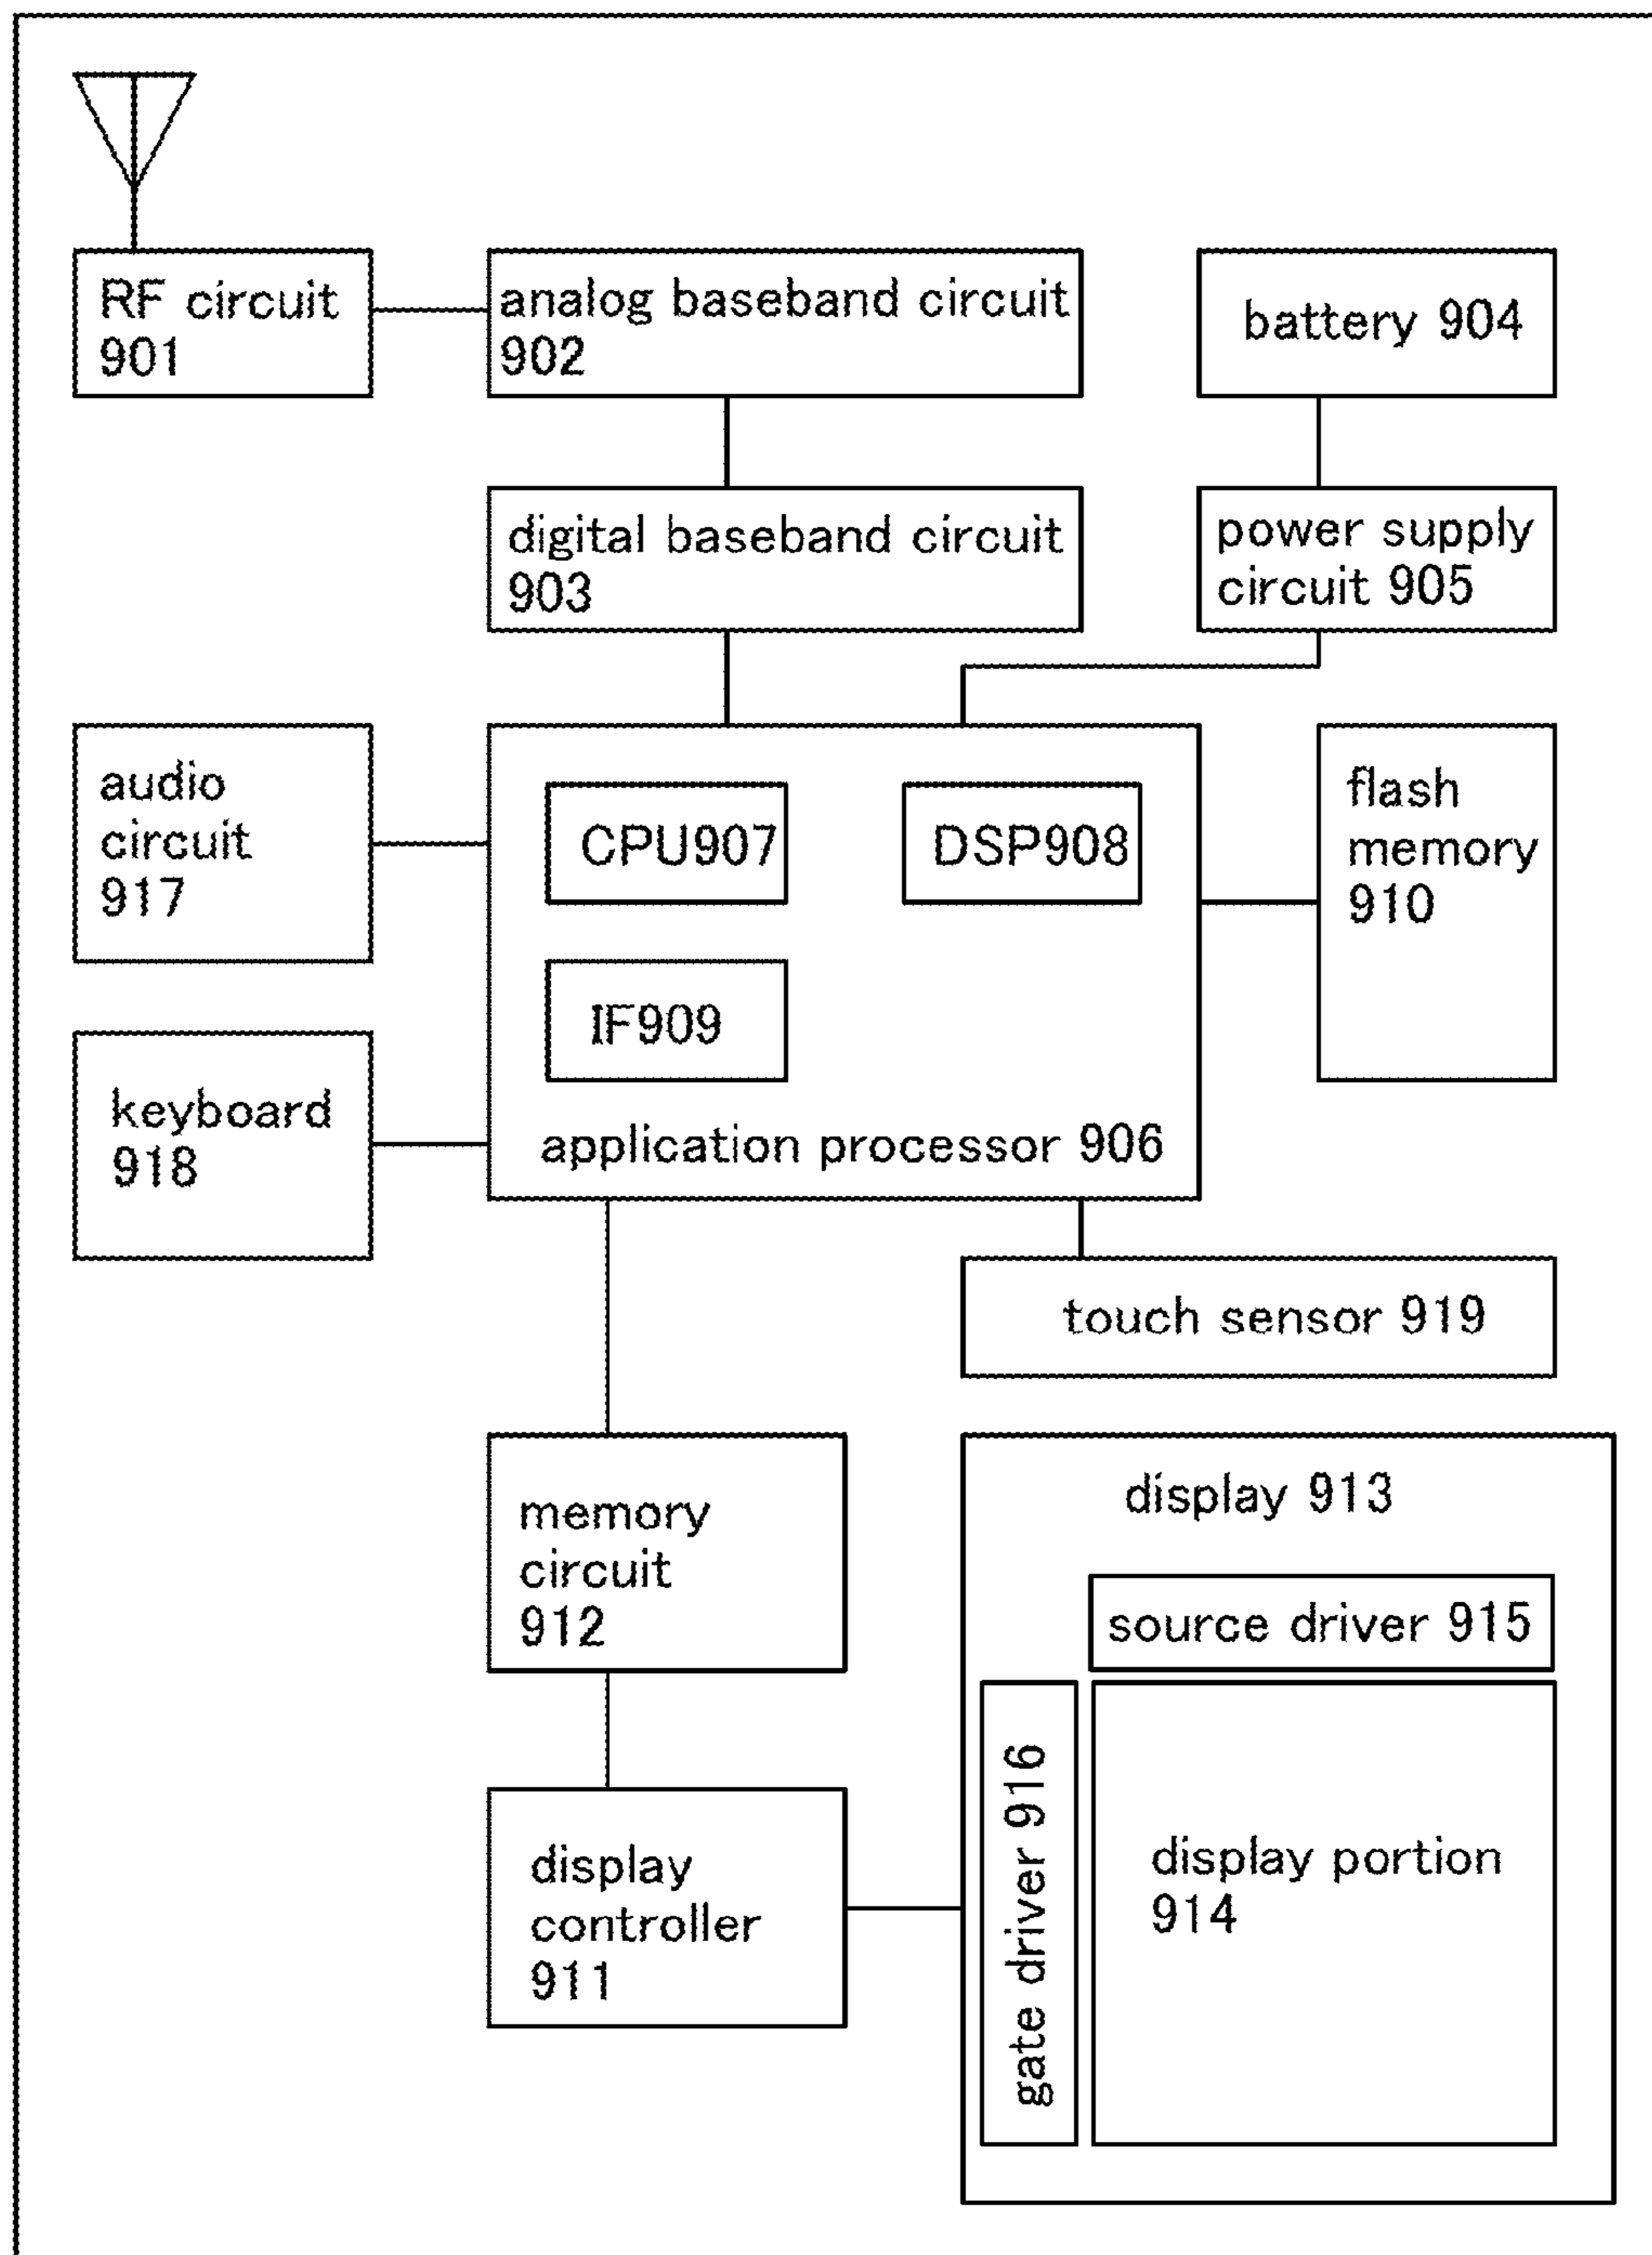 RF circuit
901
analog baseband circuit
902
battery 904
digital baseband circuit
903
power supply
circuit 905
audio
circuit
917
CPU907
DSP908
flash
memory
910
IF909
keyboard
918
application processor 906
touch sensor 919
memory
circuit
912
display 913
source driver 915
gate driver 916
display portion
914
display
controller
911